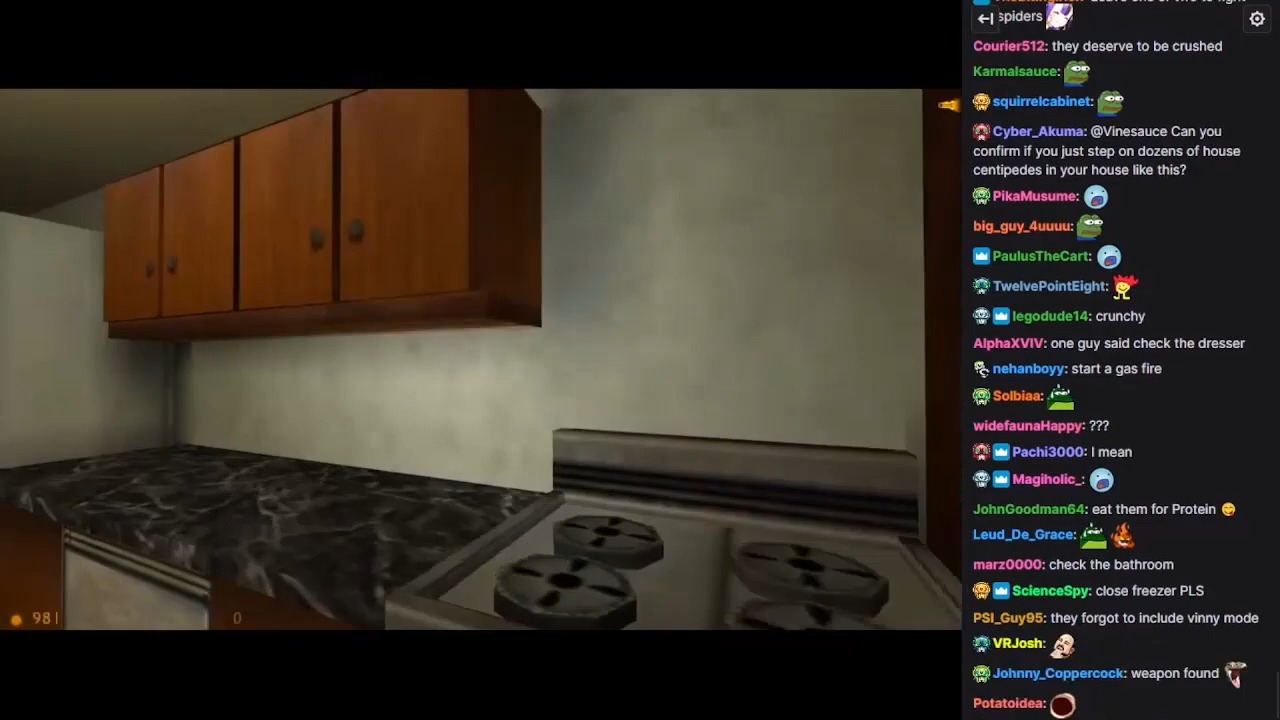 spiders
Courier512: they deserve to be crushed
Karmalsauce:
squirrelcabinet:
Cyber_Akuma: @Vinesauce Can you
confirm if you just step on dozens of house
centipedes in your house like this?
PikaMusume:
big_guy_4uuuu:
PaulusTheCart:
TwelvePointEight:
legodude14: crunchy
AlphaXVIV: one guy said check the dresser
nehanboyy: start a gas fire
Solbiaa:
widefaunaHappy: ???
Pachi3000: I mean
Magiholic_:
JohnGoodman64: eat them for Protein 😋
Leud_De_Grace:
marz0000: check the bathroom
ScienceSpy: close freezer PLS
PSI_Guy95: they forgot to include vinny mode
VRJosh:
Johnny_Coppercock: weapon found
Potatoidea:
98 0